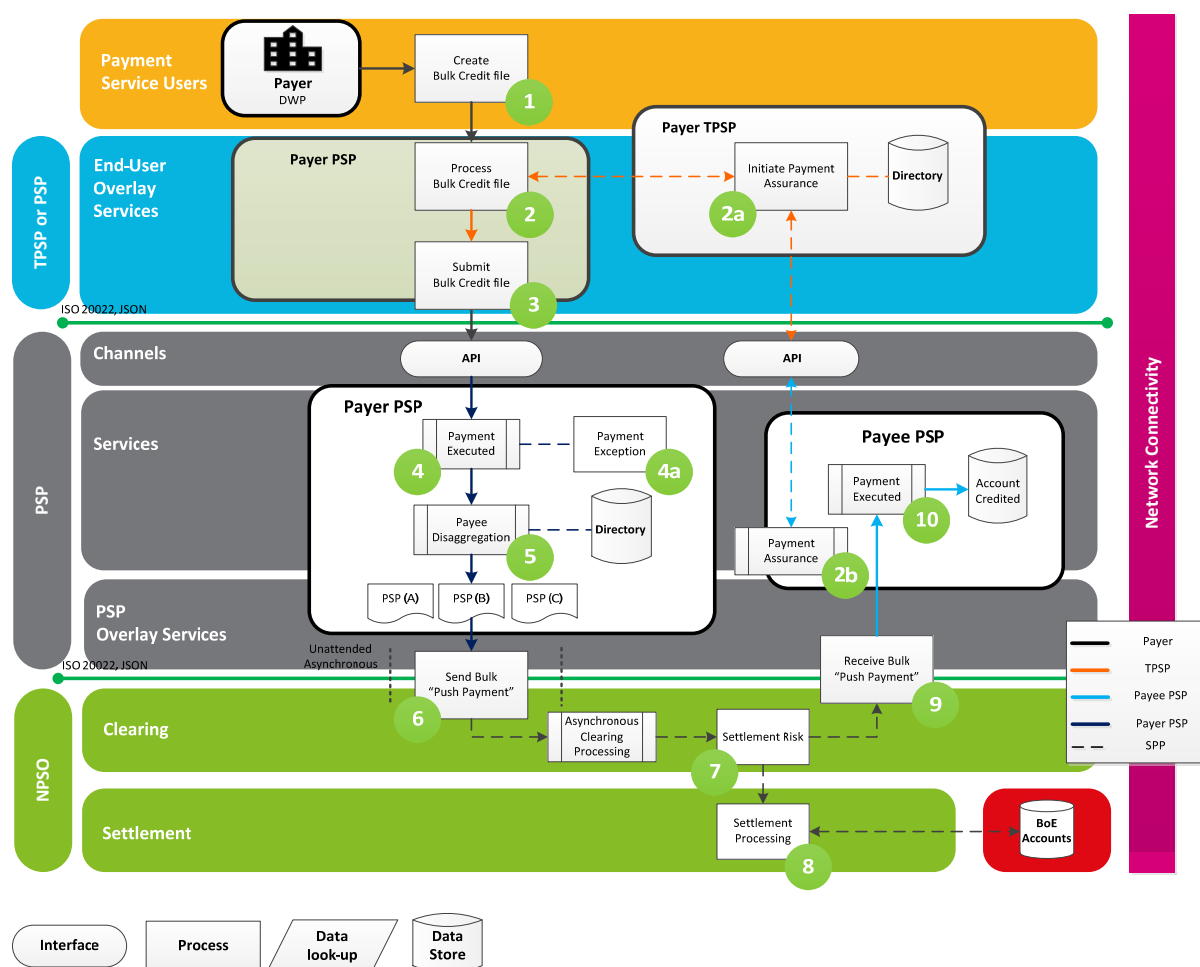 Payment
Service Users
Payer
DWP
Create
Bulk Credit file
1
TPSP or PSP
End-User
Overlay
Services
Payer PSP
Process
Bulk Credit file
2
Submit
Bulk Credit file
3
Payer TPSP
Initiate Payment
Assurance
2a
Directory
ISO 20022, JSON
PSP
Channels
API
API
Services
Payer PSP
Payment
Executed
4
Payment
Exception
4a
Payee
Disaggregation
5
Directory
PSP (A)
PSP (B)
PSP (C)
Payee PSP
Payment
Executed
10
Account
Credited
Payment
Assurance
2b
PSP
Overlay Services
Unattended
Asynchronous
ISO 20022, JSON
Send Bulk
“Push Payment”
6
Receive Bulk
“Push Payment”
9
NPSO
Clearing
Asynchronous
Clearing
Processing
Settlement Risk
7
Settlement
Settlement
Processing
8
BoE
Accounts
Network Connectivity
Payer
TPSP
Payee PSP
Payer PSP
SPP
Interface
Process
Data
look-up
Data
Store